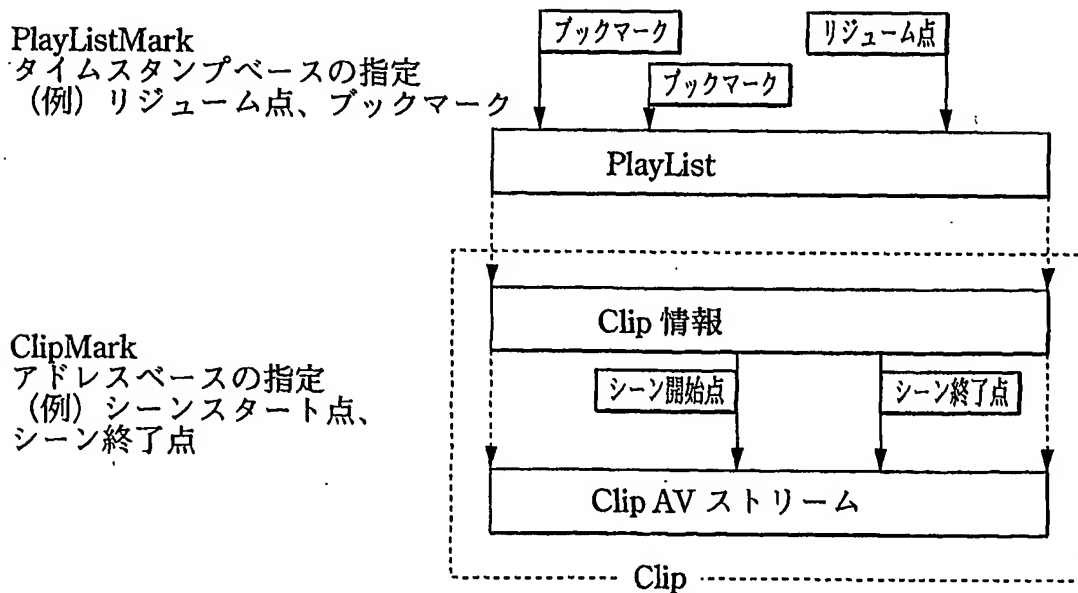 PlayListMark
タイムスタンプベースの指定
（例）リジューム点、ブックマーク
ブックマーク
ブックマーク
リジューム点
PlayList
ClipMark
アドレスベースの指定
（例）シーンスタート点、
シーン終了点
Clip 情報
シーン開始点
シーン終了点
Clip AV ストリーム
Clip